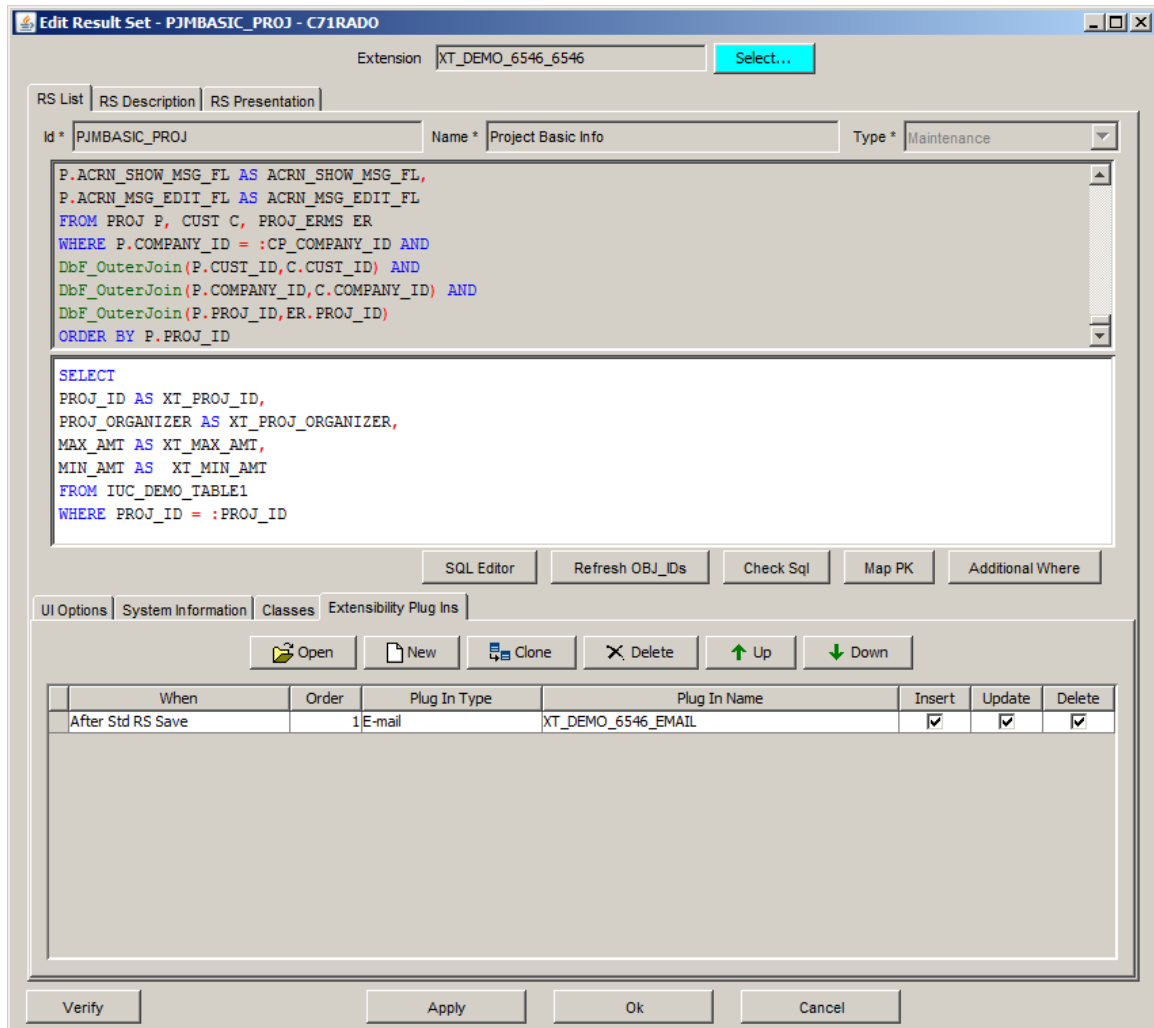 Edit Result Set - PJMBASIC_PROJ - C71RADO
Extension XT_DEMO_6546_6546 Select...
RS List RS Description RS Presentation
Id * PJMBASIC_PROJ Name * Project Basic Info Type * Maintenance
P.ACRN_SHOW_MSG_FL AS ACRN_SHOW_MSG_FL,
P.ACRN_MSG_EDIT_FL AS ACRN_MSG_EDIT_FL
FROM PROJ P, CUST C, PROJ_ERMS ER
WHERE P.COMPANY_ID = :CP_COMPANY_ID AND
DbF_OuterJoin(P.CUST_ID,C.CUST_ID) AND
DbF_OuterJoin(P.COMPANY_ID,C.COMPANY_ID) AND
DbF_OuterJoin(P.PROJ_ID,ER.PROJ_ID)
ORDER BY P.PROJ_ID
SELECT
PROJ_ID AS XT_PROJ_ID,
PROJ_ORGANIZER AS XT_PROJ_ORGANIZER,
MAX_AMT AS XT_MAX_AMT,
MIN_AMT AS  XT_MIN_AMT
FROM IUC_DEMO_TABLE1
WHERE PROJ_ID = :PROJ_ID
SQL Editor Refresh OBJ_IDs Check Sql Map PK Additional Where
UI Options System Information Classes Extensibility Plug Ins
Open New Clone Delete Up Down
When Order Plug In Type Plug In Name Insert Update Delete
After Std RS Save 1 E-mail XT_DEMO_6546_EMAIL
Verify Apply Ok Cancel